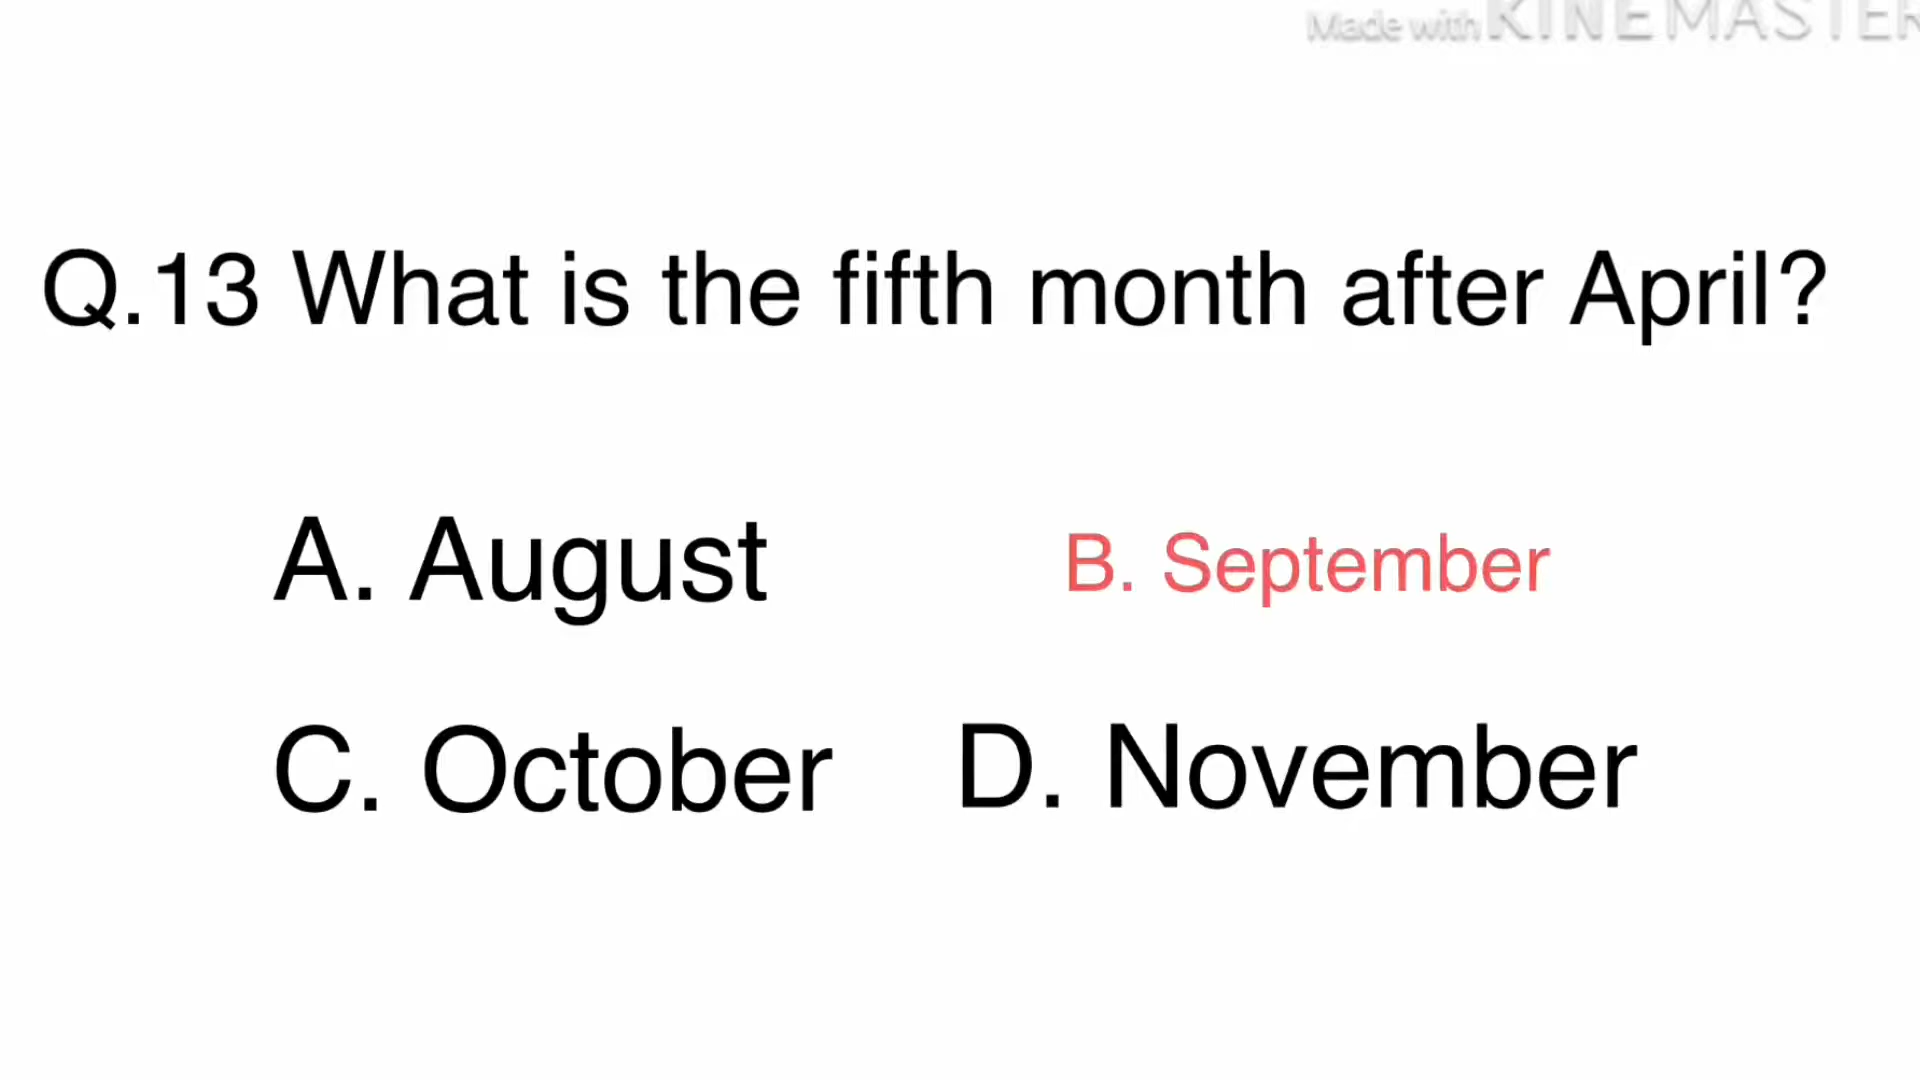 Made with KINEMASTER
Q.13 What is the fifth month after April?
A. August
B. September
C. October
D. November